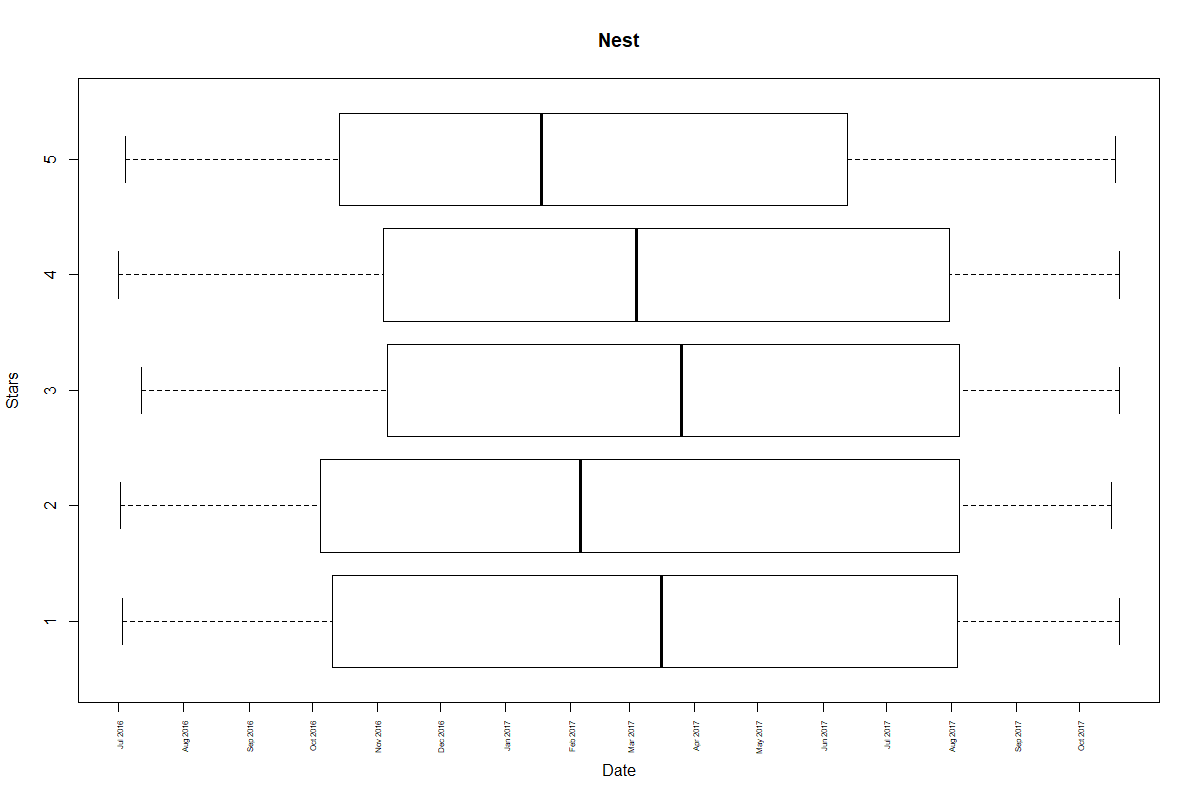 Nest
5
4
3
2
1
Stars
Jul 2016
Aug 2016
Sep 2016
Oct 2016
Nov 2016
Dec 2016
Jan 2017
Feb 2017
Mar 2017
Apr 2017
May 2017
Jun 2017
Jul 2017
Aug 2017
Sep 2017
Oct 2017
Date